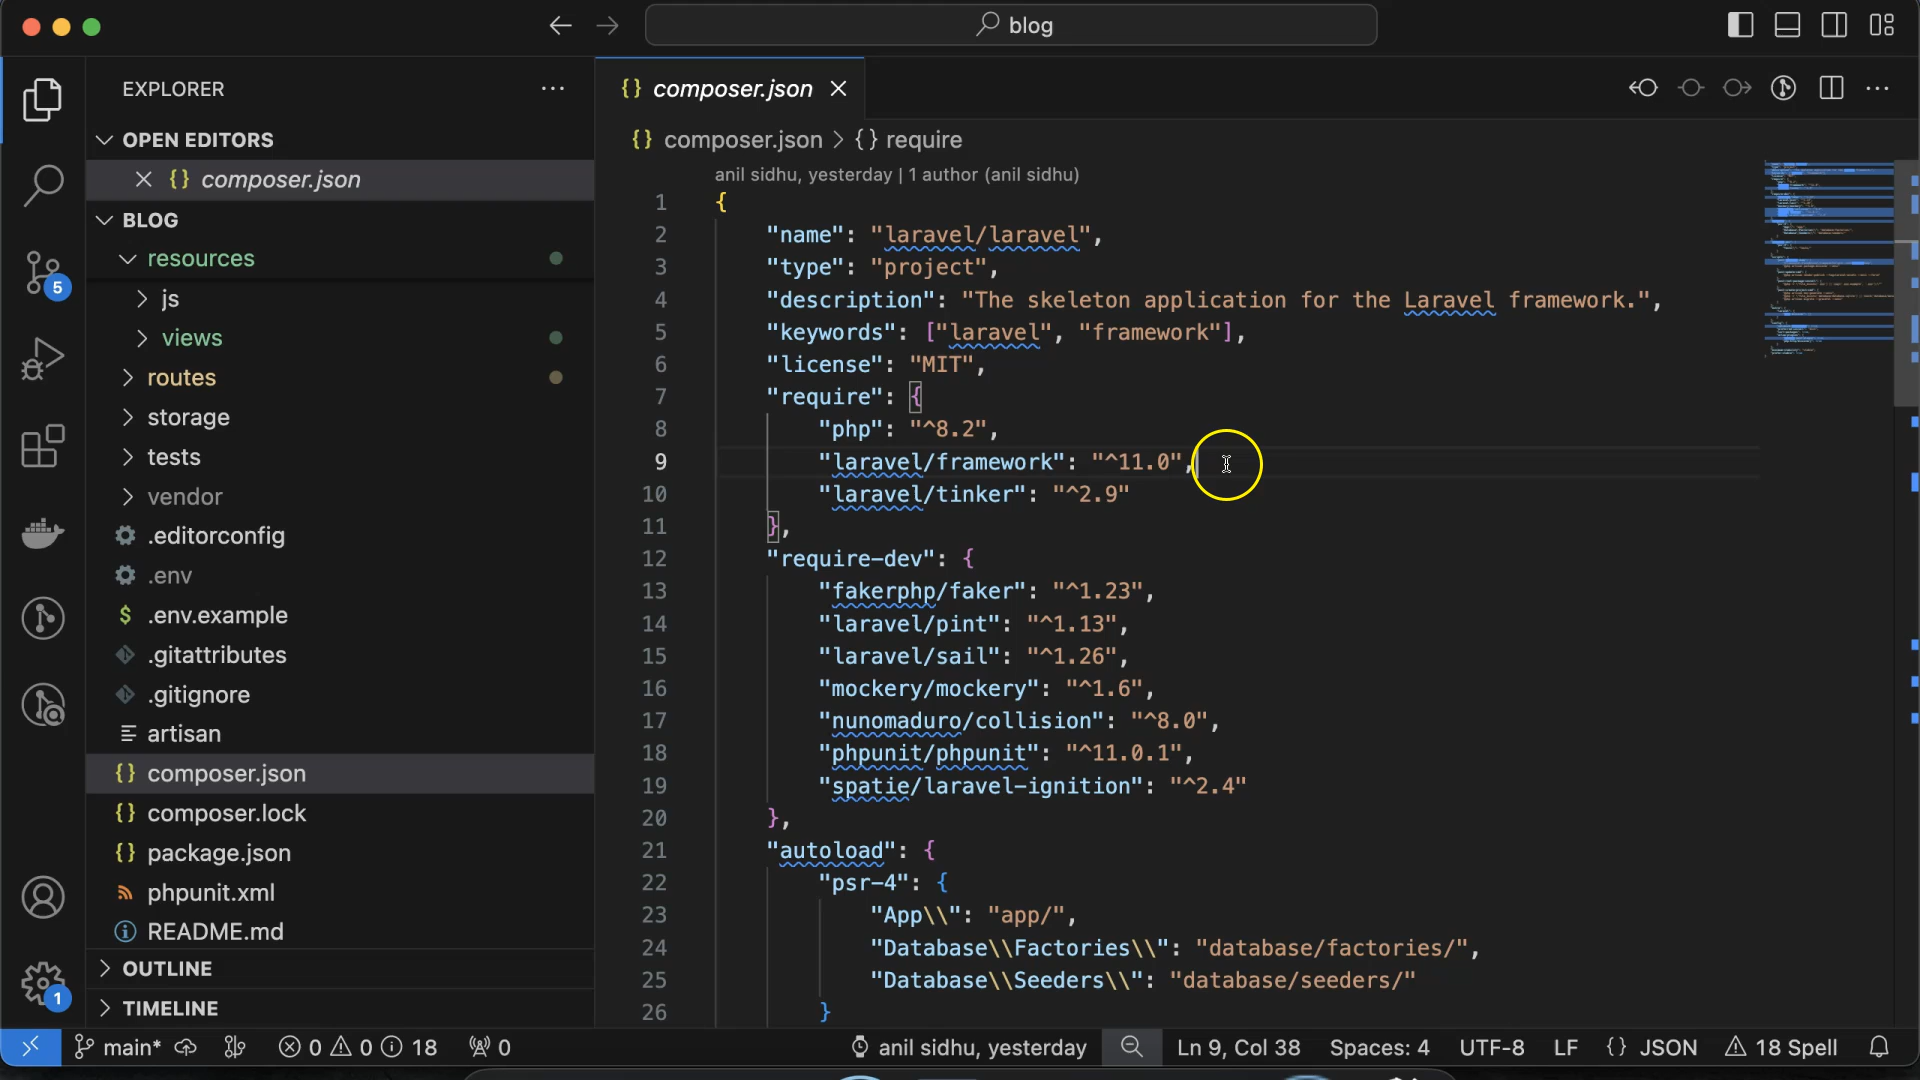 blog
EXPLORER
OPEN EDITORS
{} composer.json
BLOG
resources
js
views
routes
storage
tests
vendor
.editorconfig
.env
$ .env.example
.gitattributes
.gitignore
artisan
{} composer.json
{} composer.lock
{} package.json
phpunit.xml
README.md
OUTLINE
TIMELINE
5
1
{} composer.json
{} composer.json > {} require
anil sidhu, yesterday | 1 author (anil sidhu)
1 {
2 "name": "laravel/laravel",
3 "type": "project",
4 "description": "The skeleton application for the Laravel framework.",
5 "keywords": ["laravel", "framework"],
6 "license": "MIT",
7 "require": {
8 "php": "^8.2",
9 "laravel/framework": "^11.0",
10 "laravel/tinker": "^2.9"
11 },
12 "require-dev": {
13 "fakerphp/faker": "^1.23",
14 "laravel/pint": "^1.13",
15 "laravel/sail": "^1.26",
16 "mockery/mockery": "^1.6",
17 "nunomaduro/collision": "^8.0",
18 "phpunit/phpunit": "^11.0.1",
19 "spatie/laravel-ignition": "^2.4"
20 },
21 "autoload": {
22 "psr-4": {
23 "App\\": "app/",
24 "Database\\Factories\\": "database/factories/",
25 "Database\\Seeders\\": "database/seeders/"
26 }
main* 0 0 18 0 anil sidhu, yesterday Ln 9, Col 38 Spaces: 4 UTF-8 LF {} JSON 18 Spell